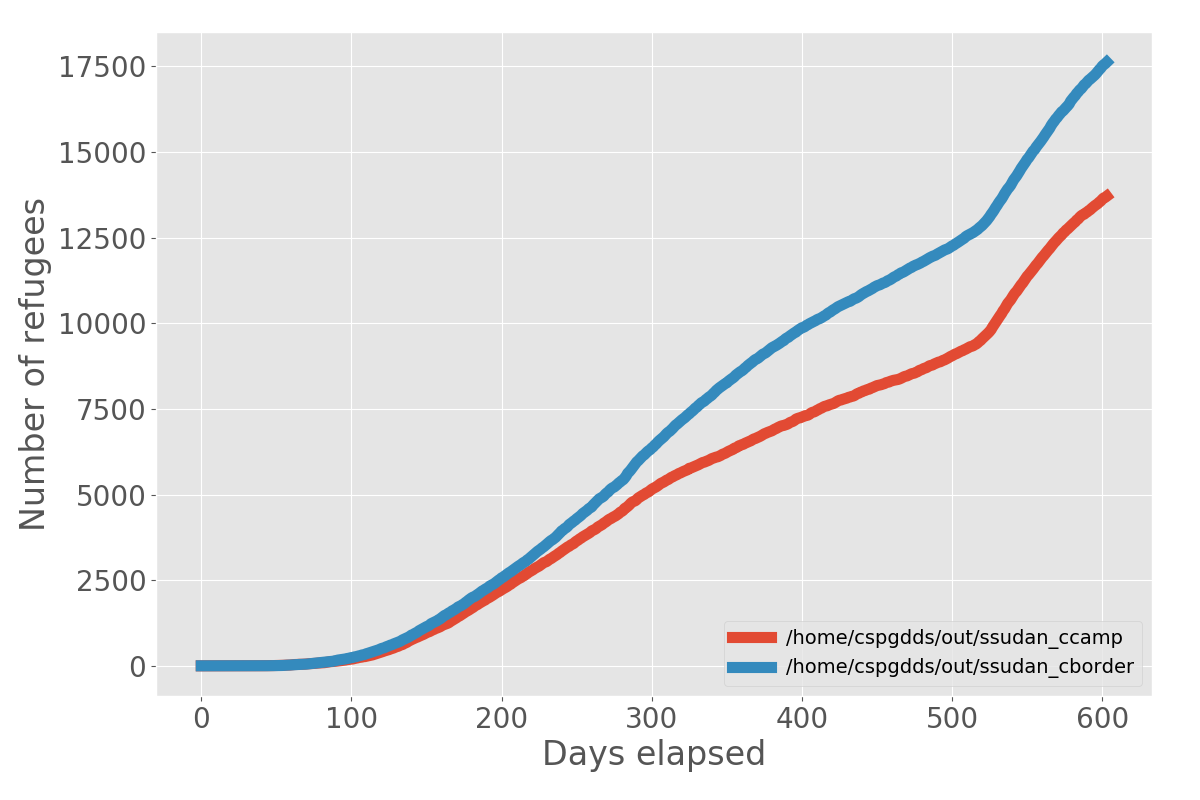 17500
15000
12500
10000
7500
5000
2500
0
Number of refugees
/home/cspgdds/out/ssudan_ccamp
/home/cspgdds/out/ssudan_cborder
0 100 200 300 400 500 600
Days elapsed